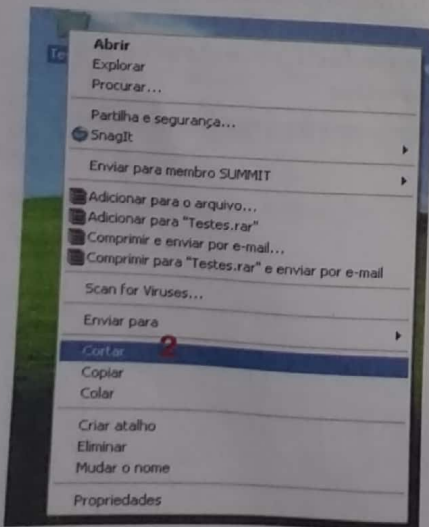 Te
Abrir
Explorar
Procurar...
Partilha e segurança...
SnagIt
Enviar para membro SUMMIT
Adicionar para o arquivo...
Adicionar para "Testes.rar"
Comprimir e enviar por e-mail...
Comprimir para "Testes.rar" e enviar por e-mail
Scan for Viruses...
Enviar para
Cortar 2
Copiar
Colar
Criar atalho
Eliminar
Mudar o nome
Propriedades